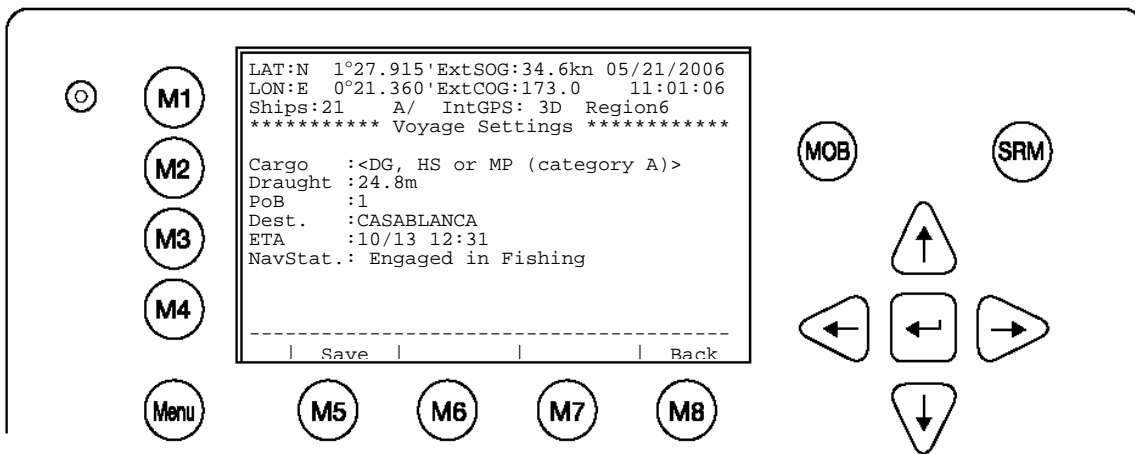 LAT:N 1°27.915'ExtSOG:34.6kn 05/21/2006
LON:E 0°21.360'ExtCOG:173.0 11:01:06
Ships:21 A/ IntGPS: 3D Region6
*********** Voyage Settings ************
Cargo :<DG, HS or MP (category A)>
Draught :24.8m
PoB :1
Dest. :CASABLANCA
ETA :10/13 12:31
NavStat.: Engaged in Fishing
----------------------------------------
| Save | | | Back
M1
M2
M3
M4
Menu
M5
M6
M7
M8
MOB
SRM